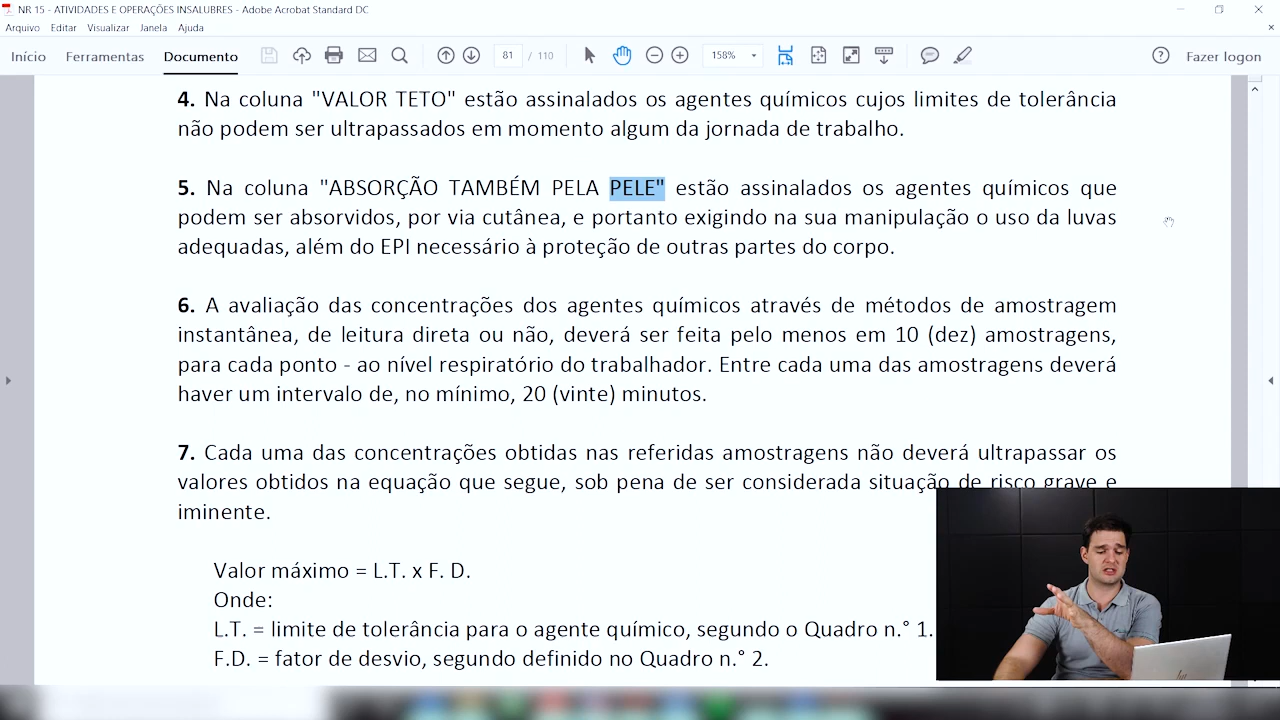 NR 15 - ATIVIDADES E OPERAÇÕES INSALUBRES - Adobe Acrobat Standard DC
Arquivo Editar Visualizar Janela Ajuda
Início Ferramentas Documento 81 / 110 158% Fazer logon
4. Na coluna "VALOR TETO" estão assinalados os agentes químicos cujos limites de tolerância
não podem ser ultrapassados em momento algum da jornada de trabalho.
5. Na coluna "ABSORÇÃO TAMBÉM PELA PELE" estão assinalados os agentes químicos que
podem ser absorvidos, por via cutânea, e portanto exigindo na sua manipulação o uso da luvas
adequadas, além do EPI necessário à proteção de outras partes do corpo.
6. A avaliação das concentrações dos agentes químicos através de métodos de amostragem
instantânea, de leitura direta ou não, deverá ser feita pelo menos em 10 (dez) amostragens,
para cada ponto - ao nível respiratório do trabalhador. Entre cada uma das amostragens deverá
haver um intervalo de, no mínimo, 20 (vinte) minutos.
7. Cada uma das concentrações obtidas nas referidas amostragens não deverá ultrapassar os
valores obtidos na equação que segue, sob pena de ser considerada situação de risco grave e
iminente.
Valor máximo = L.T. x F. D.
Onde:
L.T. = limite de tolerância para o agente químico, segundo o Quadro n.° 1.
F.D. = fator de desvio, segundo definido no Quadro n.° 2.
hp